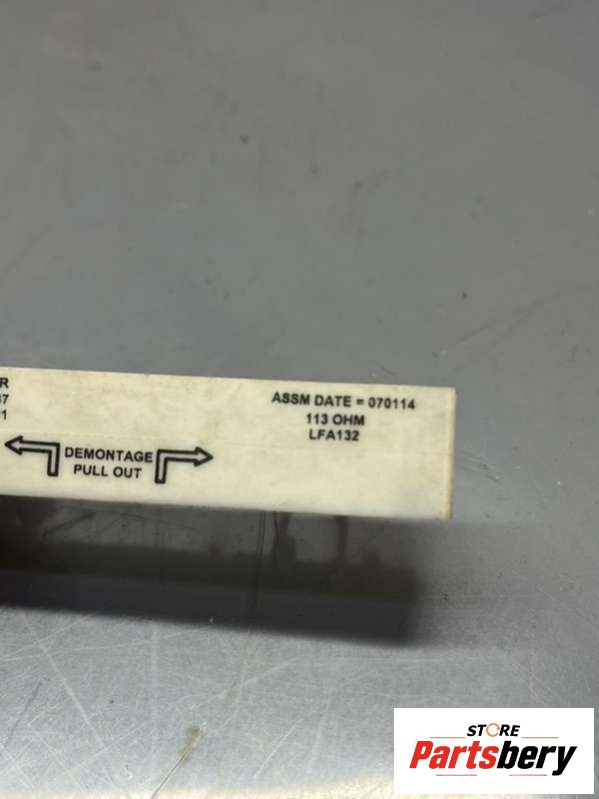 R
ASSM DATE = 070114
113 OHM
LFA132
DEMONTAGE
PULL OUT
STORE
Partsbery